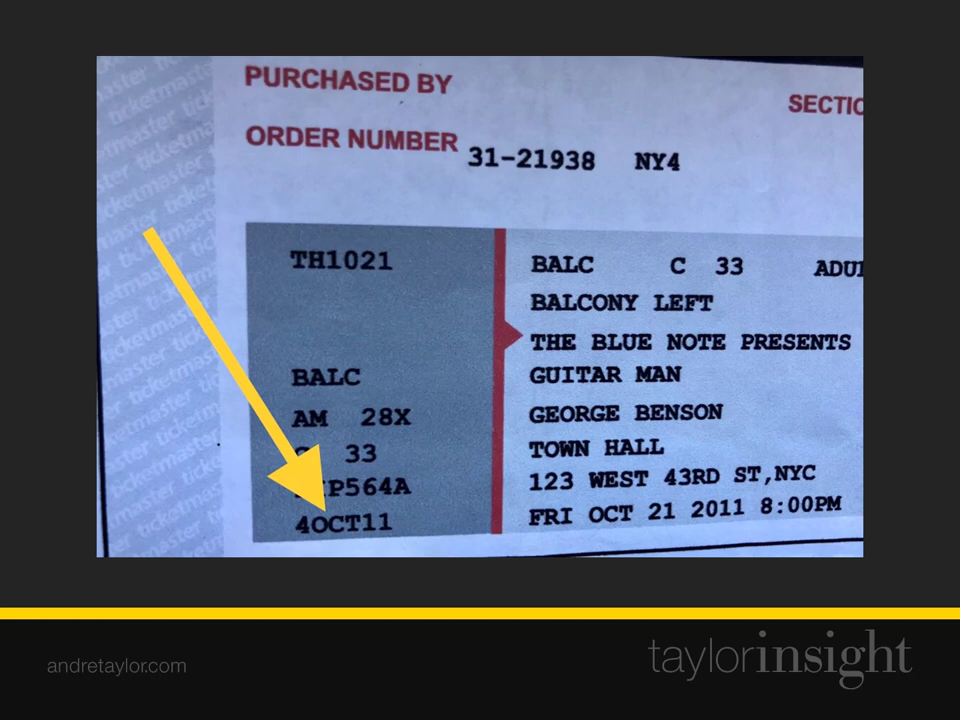 PURCHASED BY
SECTIO
ORDER NUMBER 31-21938 NY4
TH1021
BALC
AM 28X
33
P564A
4OCT11
BALC C 33
BALCONY LEFT
THE BLUE NOTE PRESENTS
GUITAR MAN
GEORGE BENSON
TOWN HALL
123 WEST 43RD ST,NYC
FRI OCT 21 2011 8:00PM
ticketmaster
andretaylor.com
taylorinsight